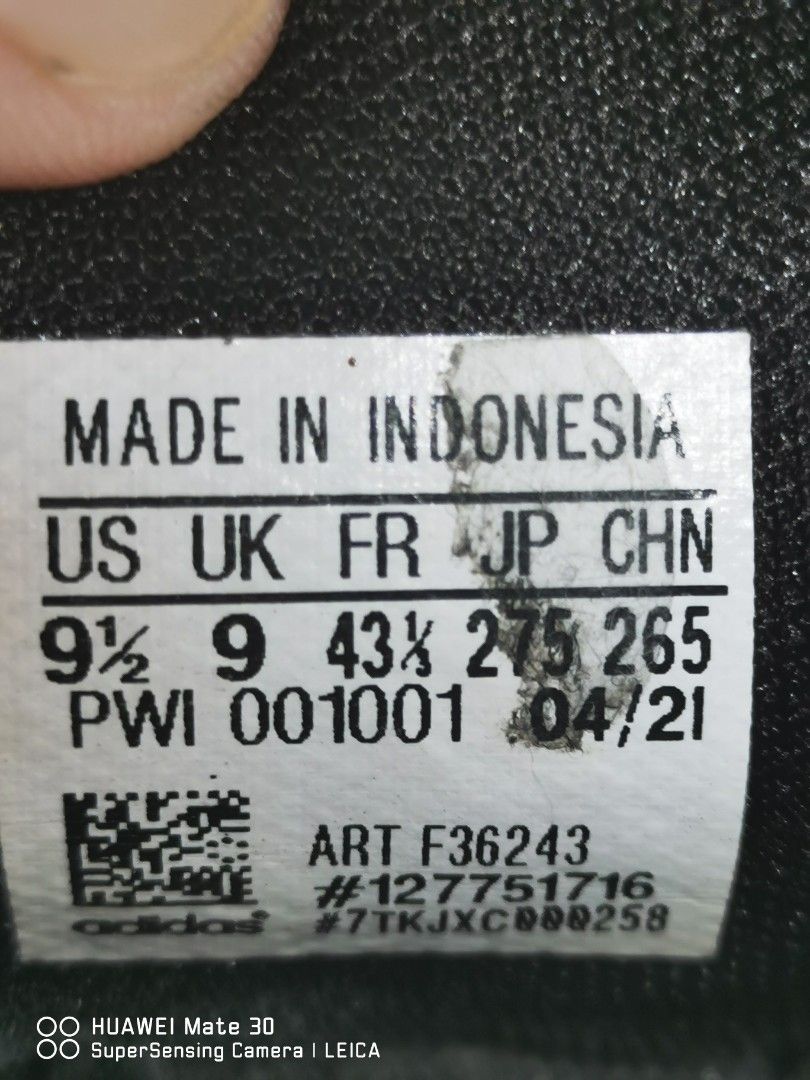 MADE IN INDONESIA
US UK FR JP CHN
9½ 9 43⅓ 275 265
PWI 001001 04/21
ART F36243
#127751716
adidas® #7TKJXC000258
HUAWEI Mate 30
SuperSensing Camera | LEICA